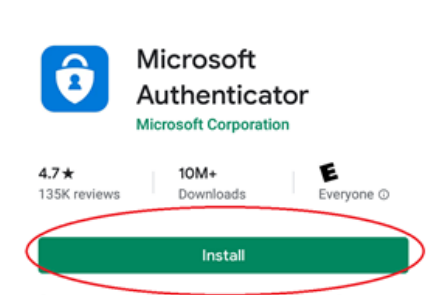 Microsoft
Authenticator
Microsoft Corporation
4.7★ 10M+ E
135K reviews Downloads Everyone ⓘ
Install